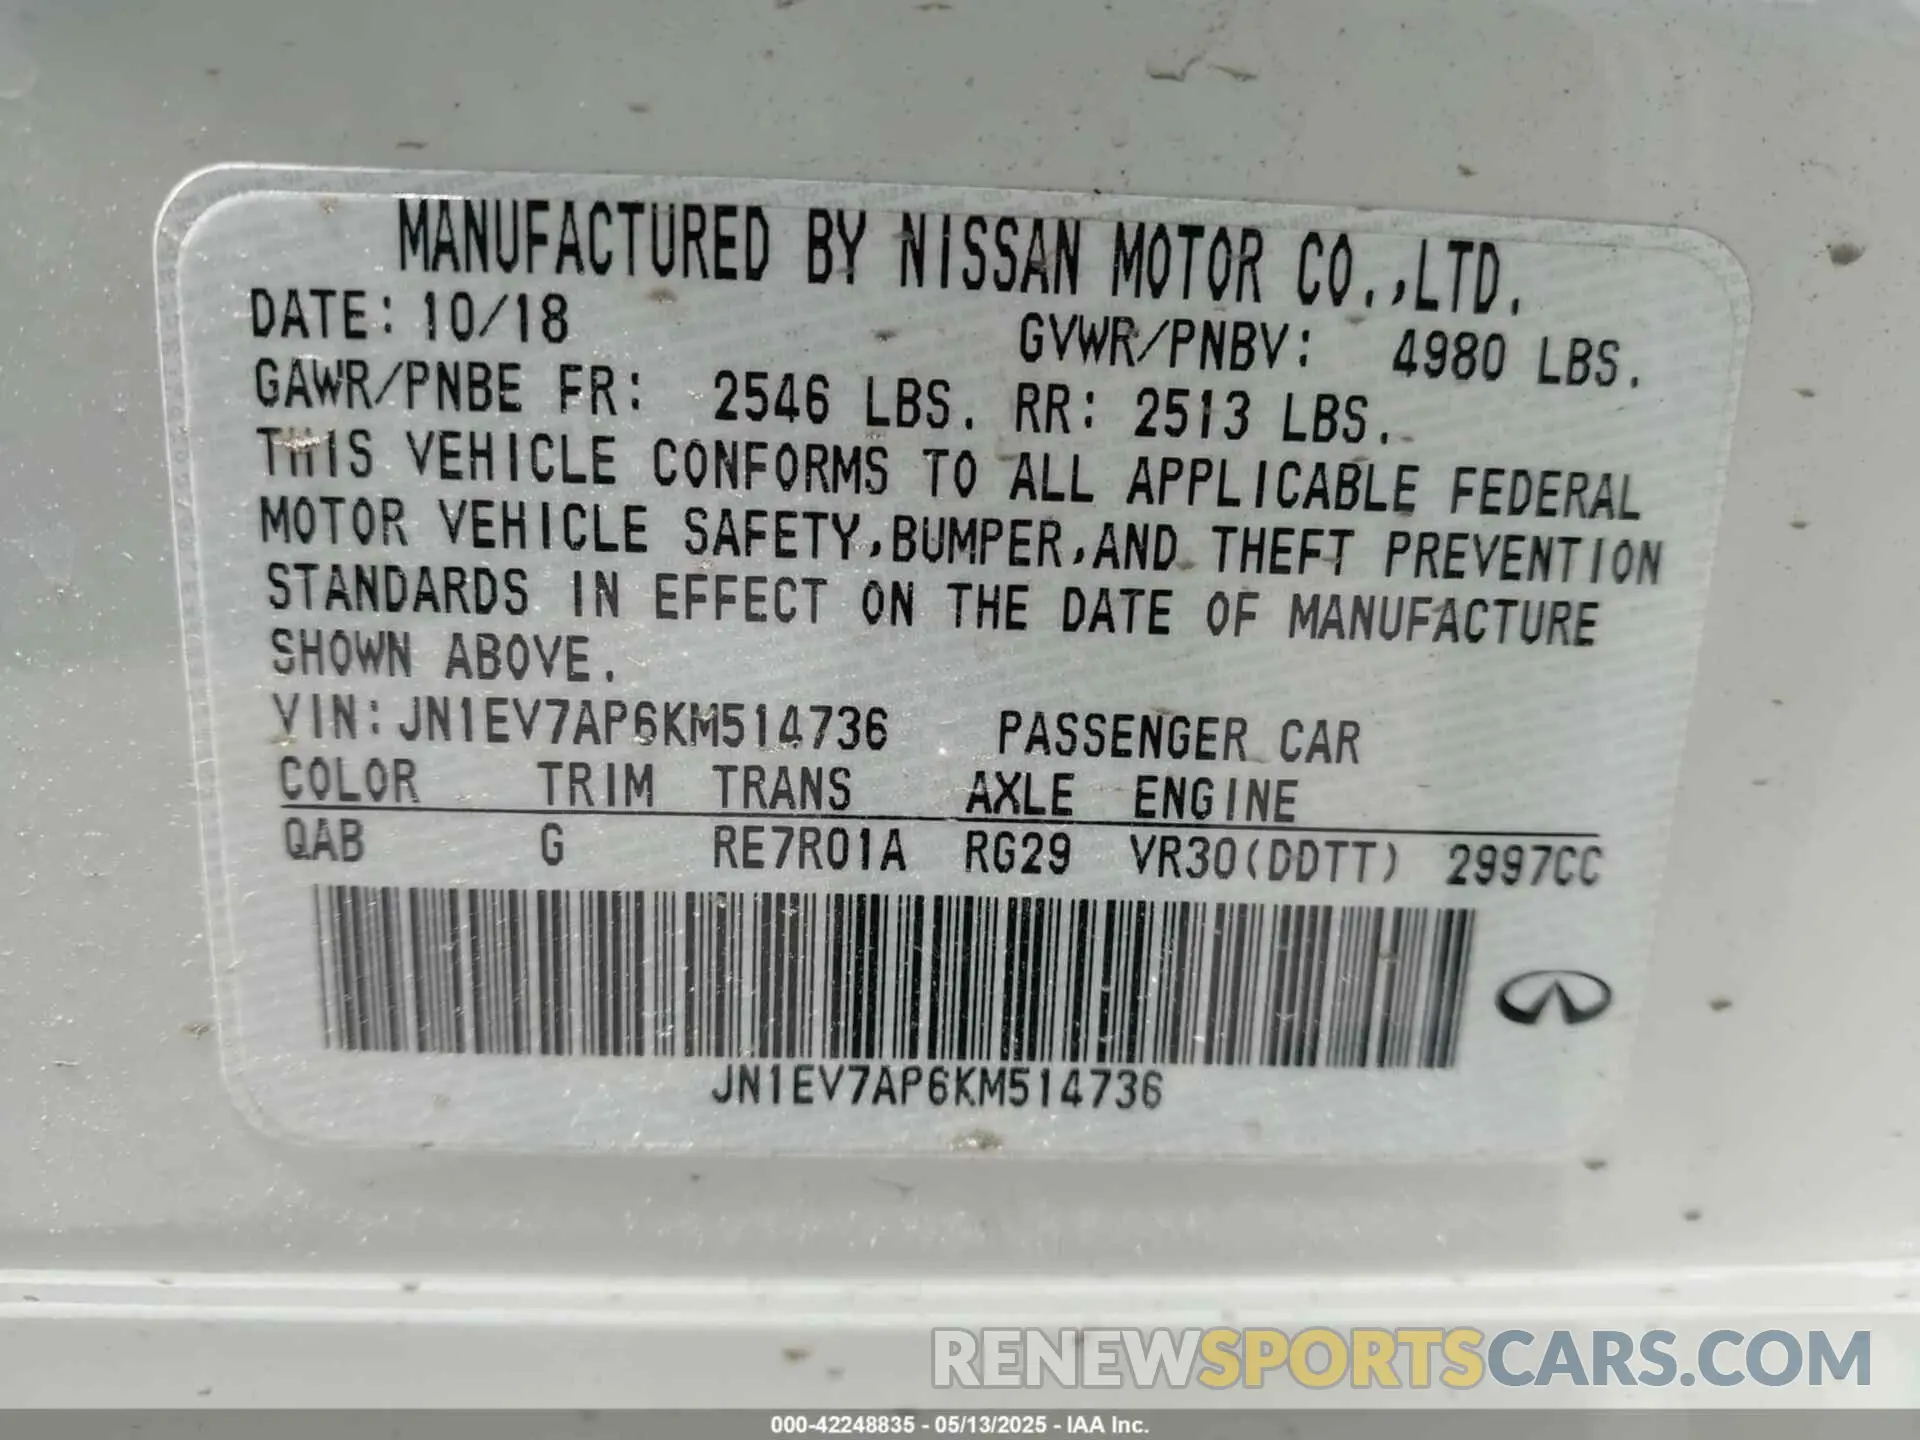 MANUFACTURED BY NISSAN MOTOR CO.,LTD.
DATE: 10/18 GVWR/PNBV: 4980 LBS.
GAWR/PNBE FR: 2546 LBS. RR: 2513 LBS.
THIS VEHICLE CONFORMS TO ALL APPLICABLE FEDERAL
MOTOR VEHICLE SAFETY,BUMPER,AND THEFT PREVENTION
STANDARDS IN EFFECT ON THE DATE OF MANUFACTURE
SHOWN ABOVE.
VIN:JN1EV7AP6KM514736 PASSENGER CAR
COLOR TRIM TRANS AXLE ENGINE
QAB G RE7R01A RG29 VR30(DDTT) 2997CC
JN1EV7AP6KM514736
RENEWSPORTSCARS.COM
000-42248835 - 05/13/2025 - IAA Inc.